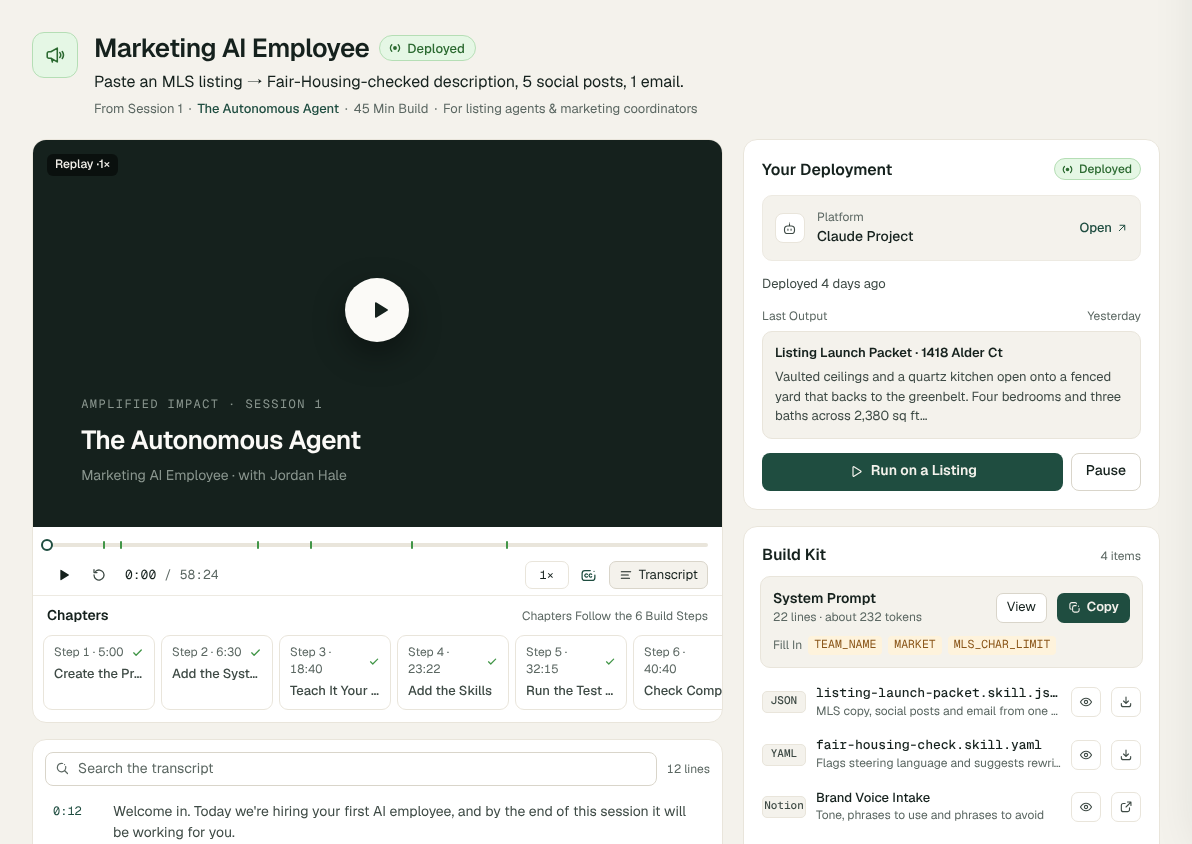 Marketing AI Employee
Deployed
Paste an MLS listing → Fair-Housing-checked description, 5 social posts, 1 email.
From Session 1 · The Autonomous Agent · 45 Min Build · For listing agents & marketing coordinators
Replay ·1×
AMPLIFIED IMPACT · SESSION 1
The Autonomous Agent
Marketing AI Employee · with Jordan Hale
0:00 / 58:24
1×
CC
Transcript
Chapters
Chapters Follow the 6 Build Steps
Step 1 · 5:00
Create the Pr…
Step 2 · 6:30
Add the Syst…
Step 3 ·
18:40
Teach It Your …
Step 4 ·
23:22
Add the Skills
Step 5 ·
32:15
Run the Test …
Step 6 ·
40:40
Check Comp
Search the transcript
12 lines
0:12
Welcome in. Today we're hiring your first AI employee, and by the end of this session it will
be working for you.
Your Deployment
Deployed
Platform
Claude Project
Open ↗
Deployed 4 days ago
Last Output
Yesterday
Listing Launch Packet · 1418 Alder Ct
Vaulted ceilings and a quartz kitchen open onto a fenced
yard that backs to the greenbelt. Four bedrooms and three
baths across 2,380 sq ft…
Run on a Listing
Pause
Build Kit
4 items
System Prompt
22 lines · about 232 tokens
View
Copy
Fill In TEAM_NAME MARKET MLS_CHAR_LIMIT
JSON
listing-launch-packet.skill.js…
MLS copy, social posts and email from one …
YAML
fair-housing-check.skill.yaml
Flags steering language and suggests rewri…
Notion
Brand Voice Intake
Tone, phrases to use and phrases to avoid